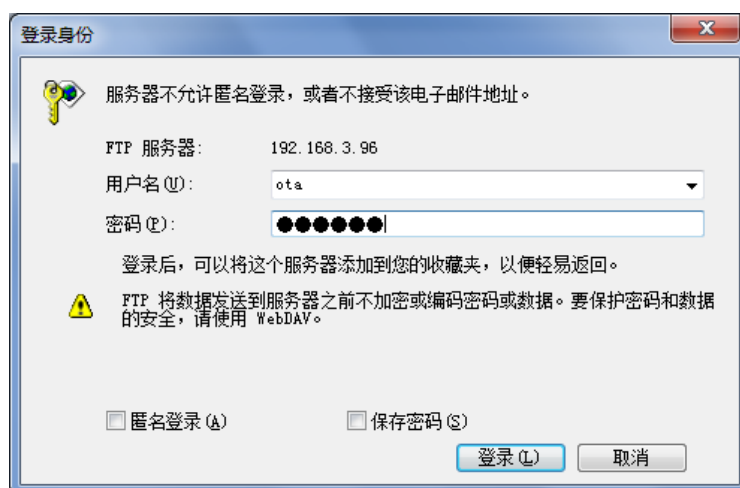 登录身份
服务器不允许匿名登录，或者不接受该电子邮件地址。
FTP 服务器: 192.168.3.96
用户名(U): ota
密码(P): ●●●●●●
登录后，可以将这个服务器添加到您的收藏夹，以便轻易返回。
FTP 将数据发送到服务器之前不加密或编码密码或数据。要保护密码和数据
的安全，请使用 WebDAV。
匿名登录(A) 保存密码(S)
登录(L) 取消